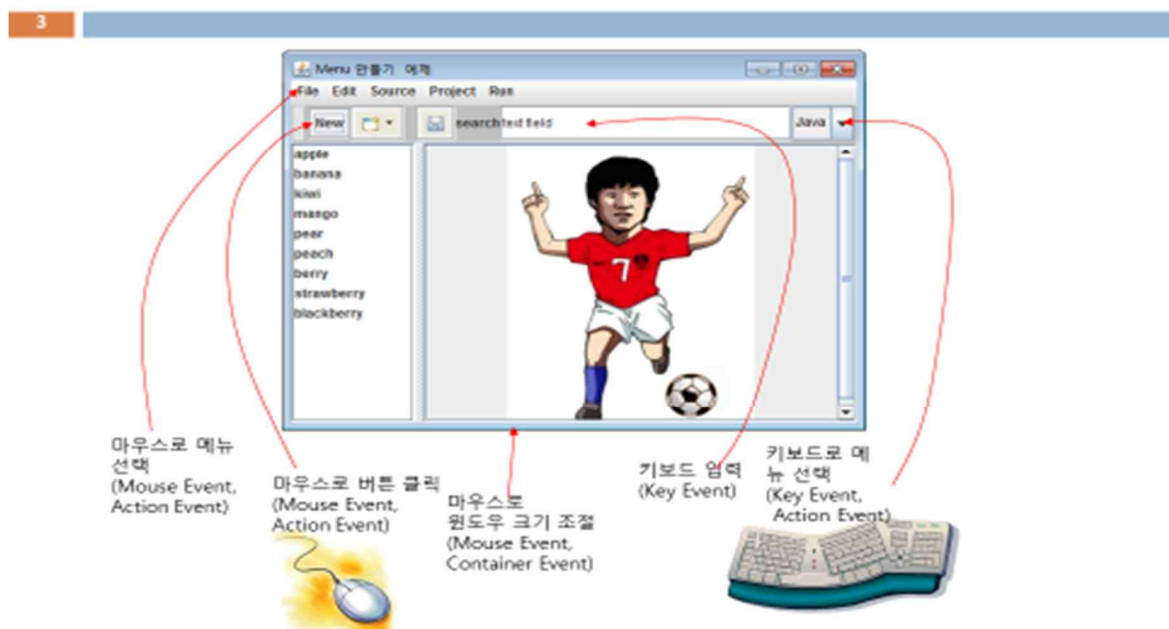 3
Menu 만들기 예제
File Edit Source Project Run
New search text field Java
apple
banana
kiwi
mango
pear
peach
berry
strawberry
blackberry
7
마우스로 메뉴
선택
(Mouse Event,
Action Event)
마우스로 버튼 클릭
(Mouse Event,
Action Event)
마우스로
윈도우 크기 조절
(Mouse Event,
Container Event)
키보드 입력
(Key Event)
키보드로 메
뉴 선택
(Key Event,
Action Event)